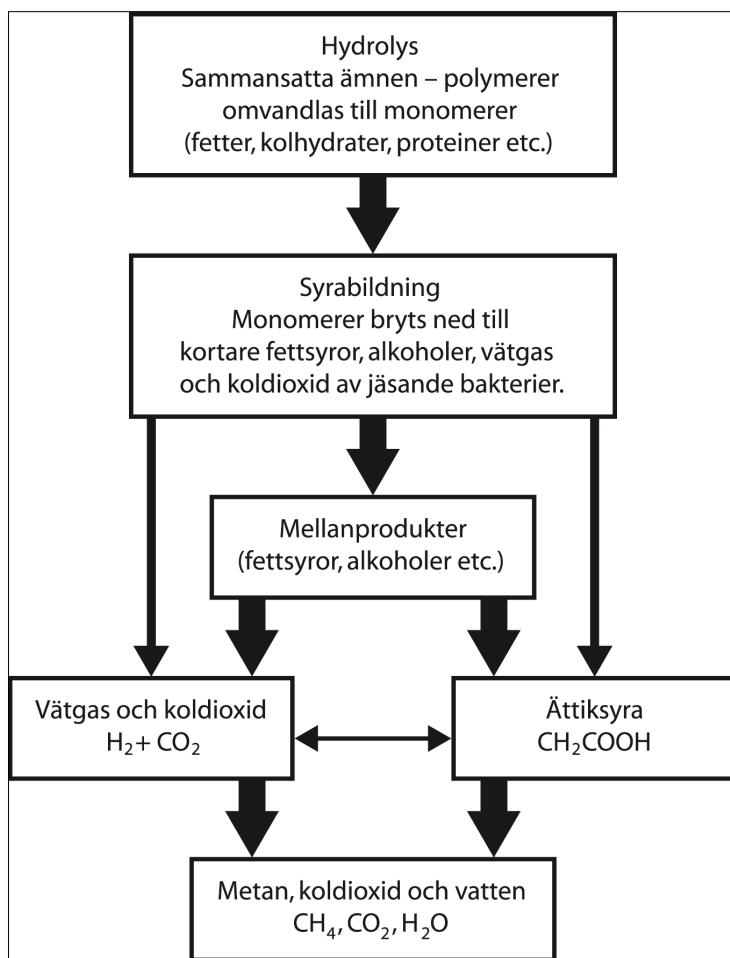 Hydrolys
Sammansatta ämnen – polymerer
omvandlas till monomerer
(fetter, kolhydrater, proteiner etc.)
Syrabildning
Monomerer bryts ned till
kortare fettsyror, alkoholer, vätgas
och koldioxid av jäsande bakterier.
Mellanprodukter
(fettsyror, alkoholer etc.)
Vätgas och koldioxid
H₂ + CO₂
Ättiksyra
CH₂COOH
Metan, koldioxid och vatten
CH₄, CO₂, H₂O